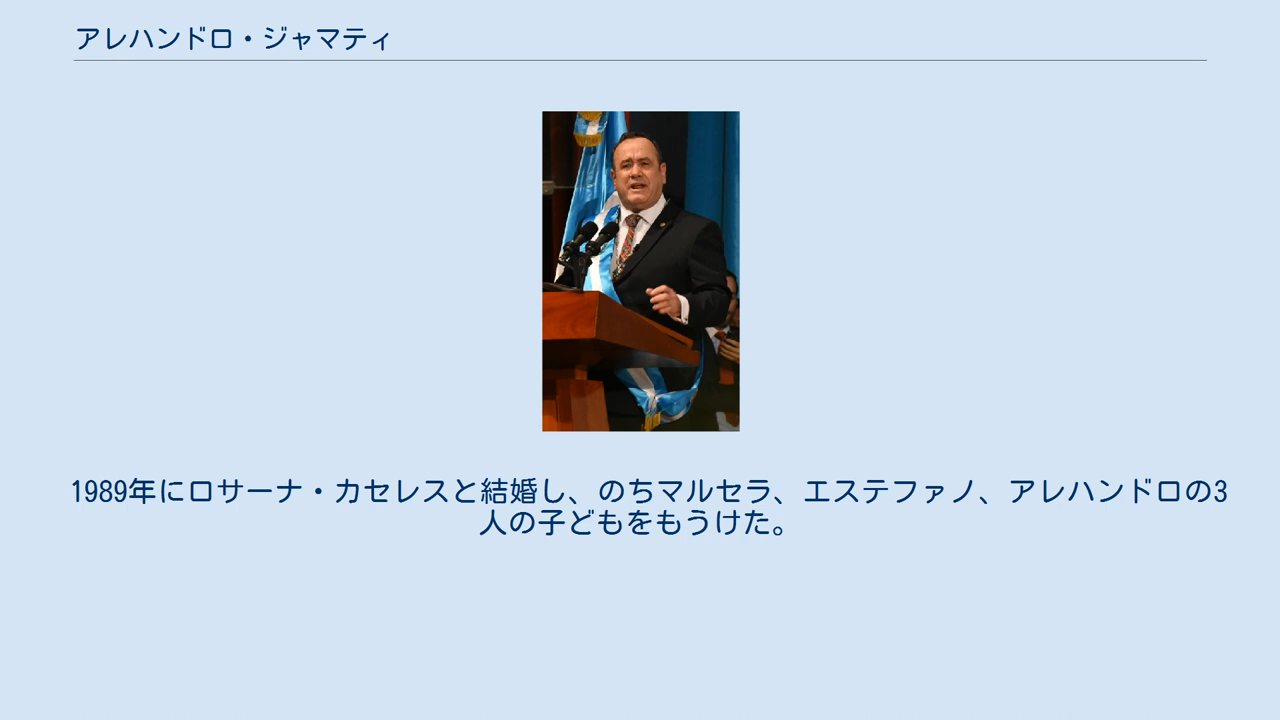 アレハンドロ・ジャマティ
1989年にロサーナ・カセレスと結婚し、のちマルセラ、エステファノ、アレハンドロの3
人の子どもをもうけた。